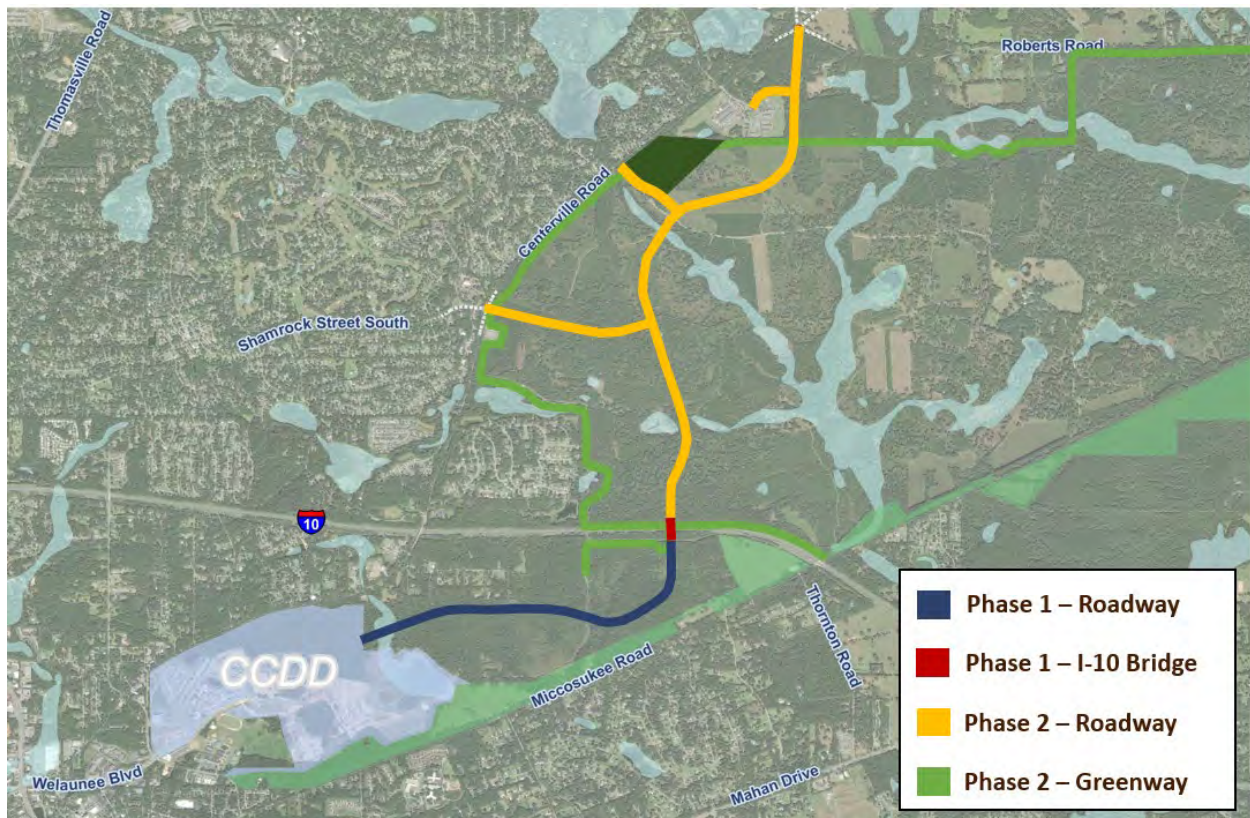 Thomasville Road
Roberts Road
Centerville Road
Shamrock Street South
10
CCDD
Miccosukee Road
Thornton Road
Welaunee Blvd
Mahan Drive
Phase 1 – Roadway
Phase 1 – I-10 Bridge
Phase 2 – Roadway
Phase 2 – Greenway